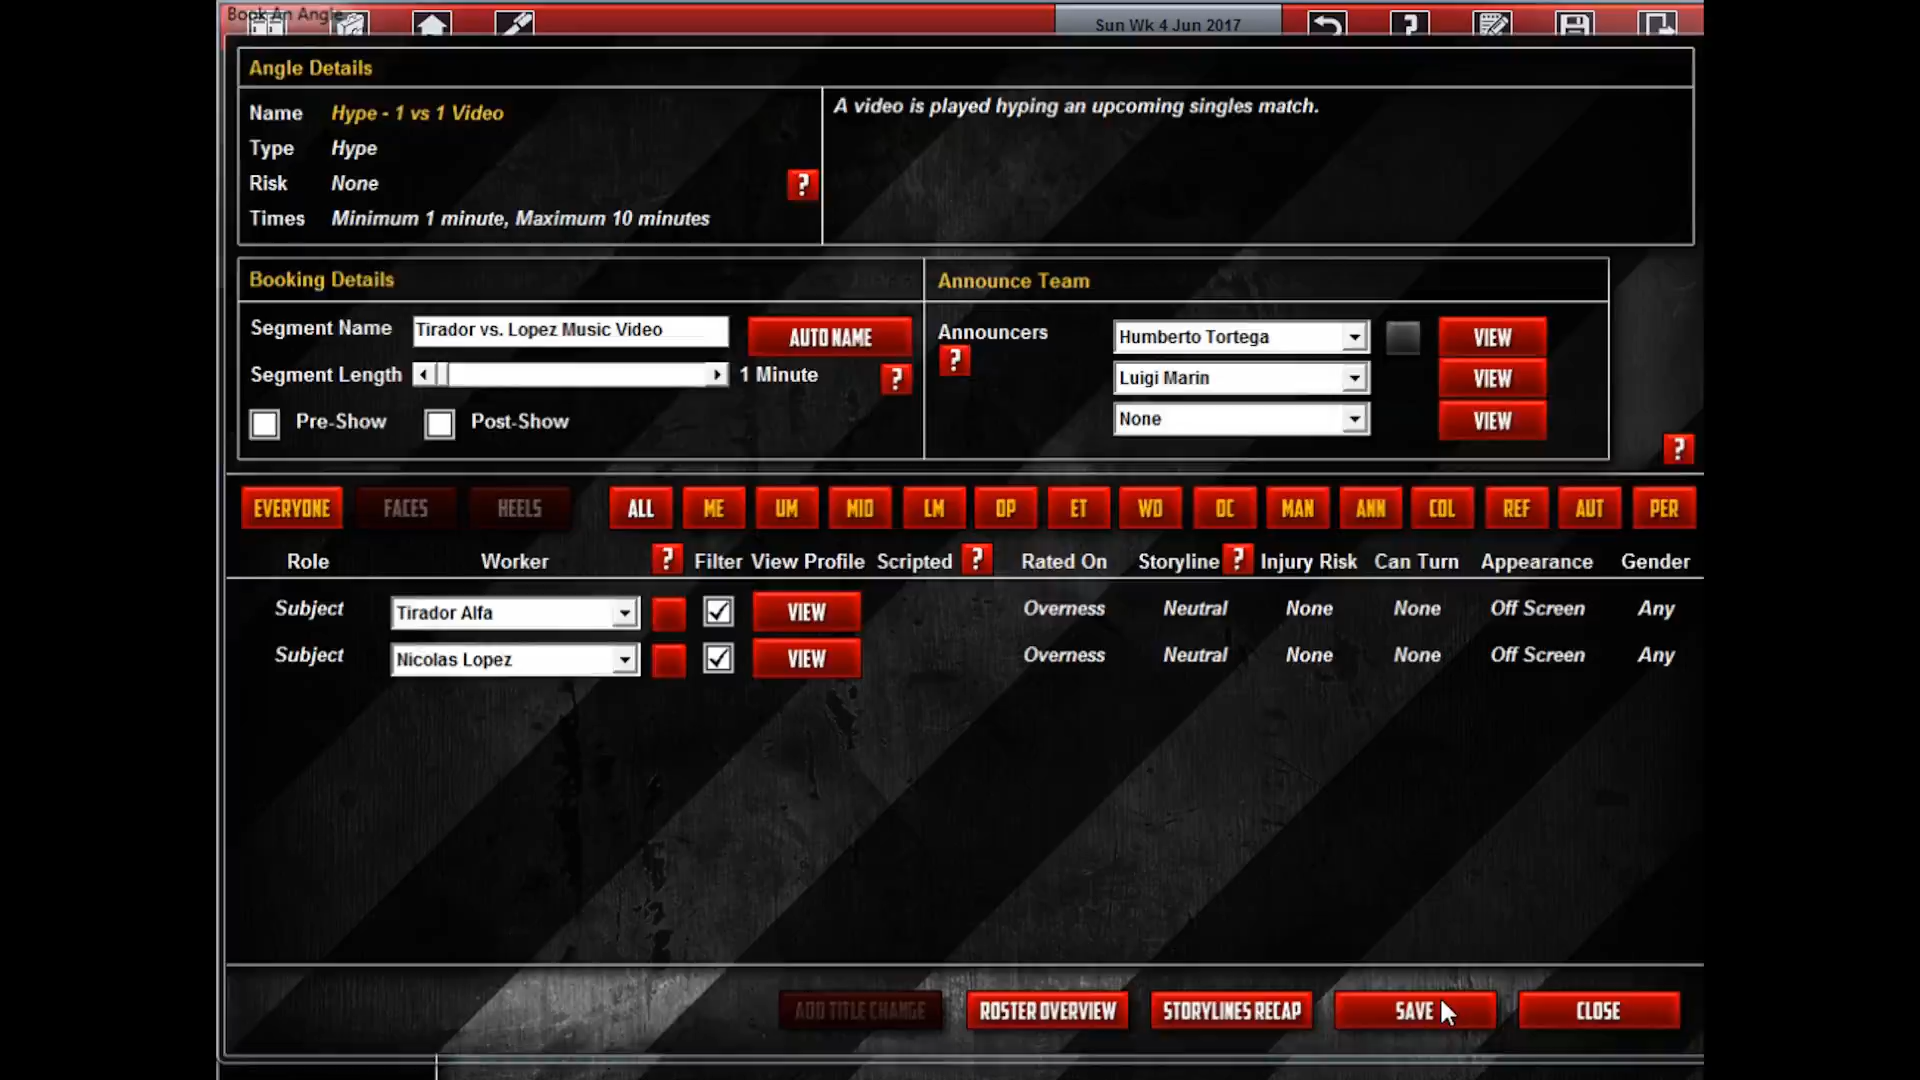 Book An Angle
Sun Wk 4 Jun 2017
?
Angle Details
Name Hype - 1 vs 1 Video
Type Hype
Risk None
?
Times Minimum 1 minute, Maximum 10 minutes
A video is played hyping an upcoming singles match.
Booking Details
Segment Name Tirador vs. Lopez Music Video AUTO NAME
Segment Length 1 Minute ?
Pre-Show Post-Show
Announce Team
Announcers Humberto Tortega VIEW
? Luigi Marin VIEW
None VIEW
?
EVERYONE FACES HEELS ALL ME UM MID LM OP ET WO OC MAN ANN COL REF AUT PER
Role Worker ? Filter View Profile Scripted ? Rated On Storyline ? Injury Risk Can Turn Appearance Gender
Subject Tirador Alfa VIEW Overness Neutral None None Off Screen Any
Subject Nicolas Lopez VIEW Overness Neutral None None Off Screen Any
ADD TITLE CHANGE ROSTER OVERVIEW STORYLINES RECAP SAVE CLOSE